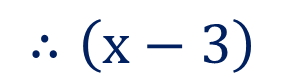 ∴ (x − 3)